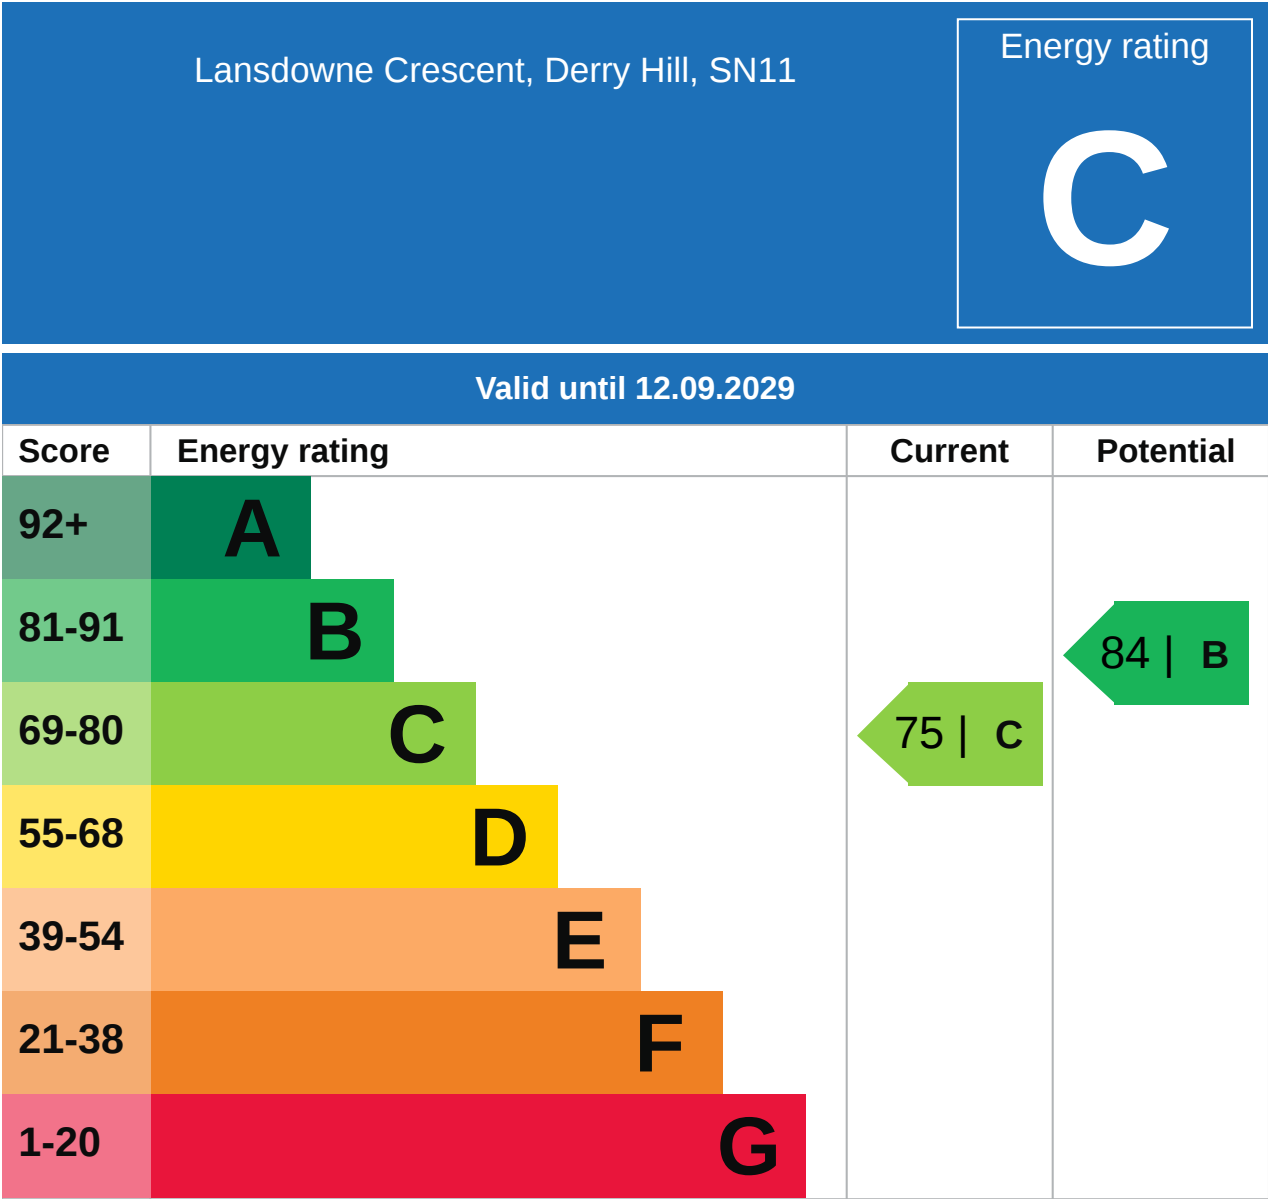 Lansdowne Crescent, Derry Hill, SN11
Energy rating
C
Valid until 12.09.2029
Score Energy rating Current Potential
92+ A
81-91 B
84 | B
69-80 C
75 | C
55-68 D
39-54 E
21-38 F
1-20 G